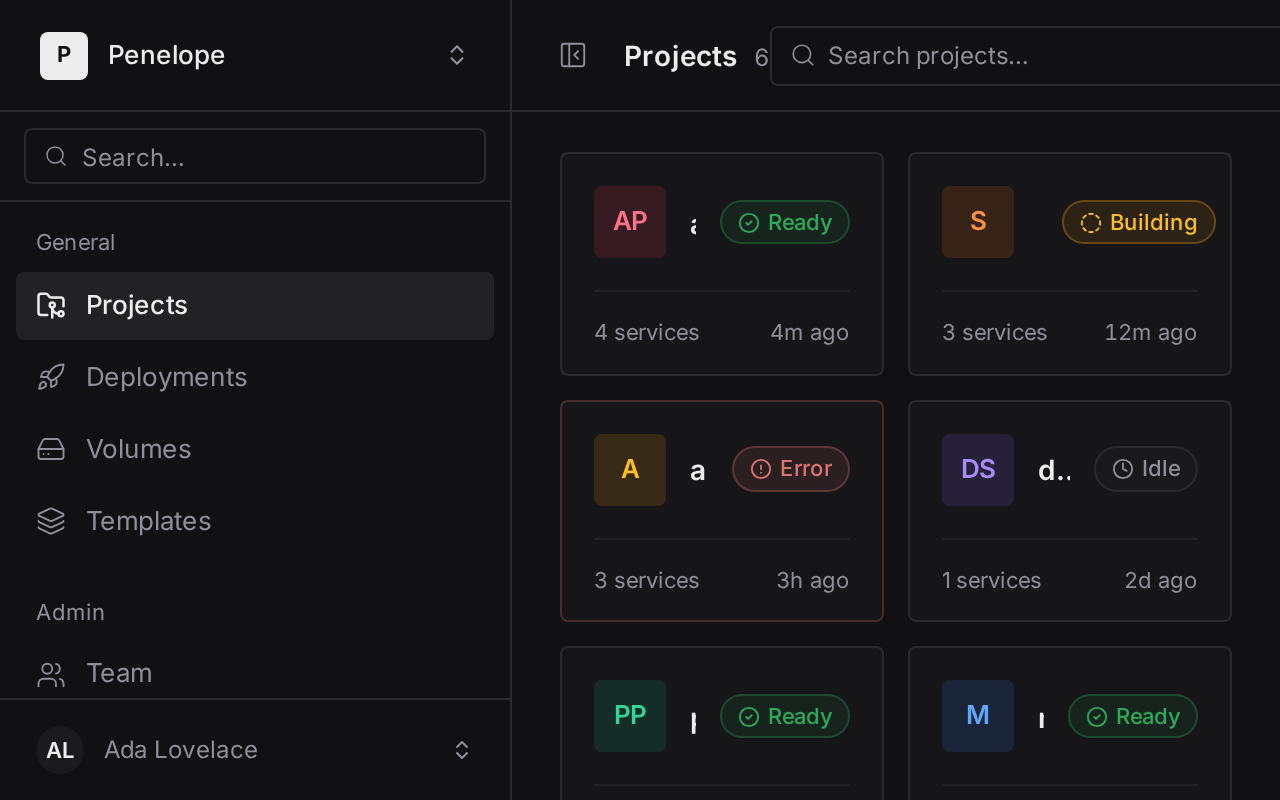 P Penelope
Projects 6
Search projects...
Search...
General
Projects
Deployments
Volumes
Templates
Admin
Team
AL Ada Lovelace
AP Ready
4 services 4m ago
S Building
3 services 12m ago
A a Error
3 services 3h ago
DS d.. Idle
1 services 2d ago
PP Ready
M Ready